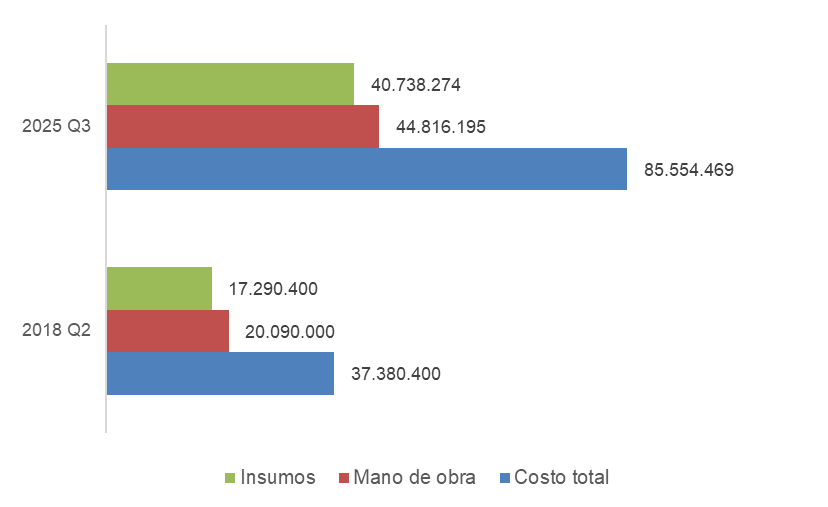 40.738.274
2025 Q3
44.816.195
85.554.469
17.290.400
2018 Q2
20.090.000
37.380.400
Insumos Mano de obra Costo total